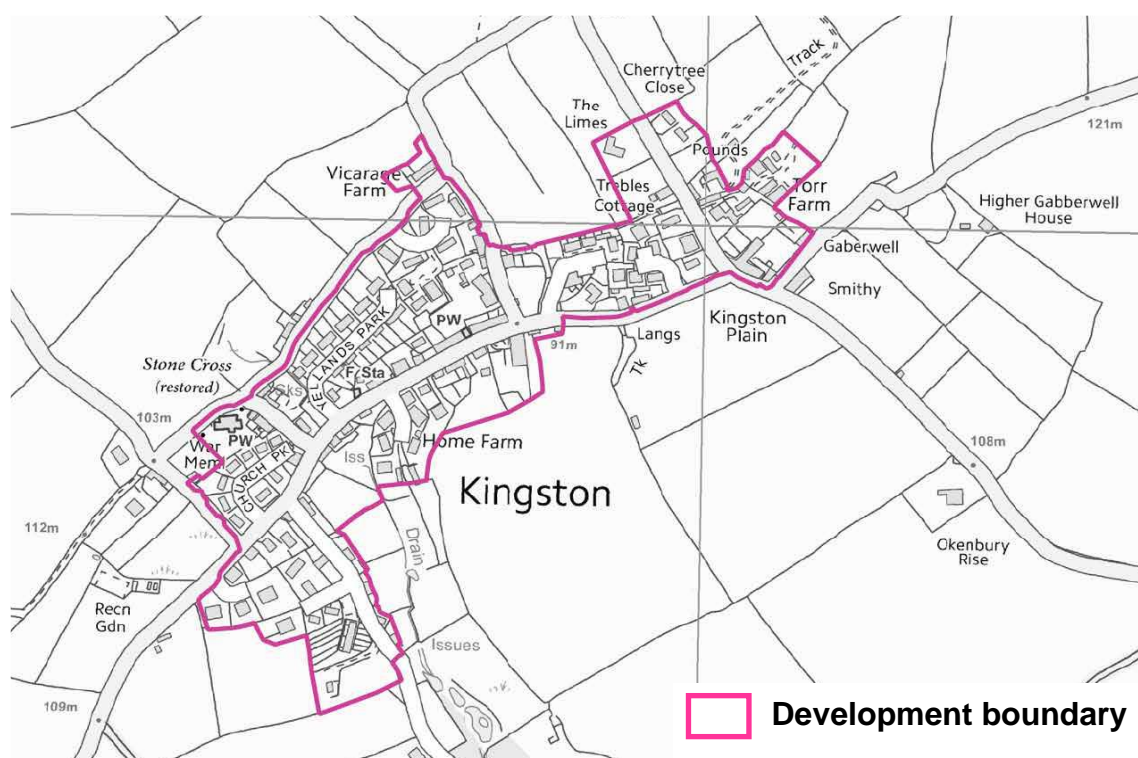 Track
Cherrytree
Close
The
Limes
121m
Pounds
Vicarage
Farm
Trebles
Cottage
Torr
Farm
Higher Gabberwell
House
Gaberwell
Smithy
PW
Kingston
Plain
YELLANDS PARK
91m
Langs
Tk
Stone Cross
(restored)
F Sta
Sks
103m
PW
War
Meml
Home Farm
CHURCH PK
Iss
108m
Kingston
112m
Drain
Okenbury
Rise
Recn
Gdn
Issues
109m
Development boundary